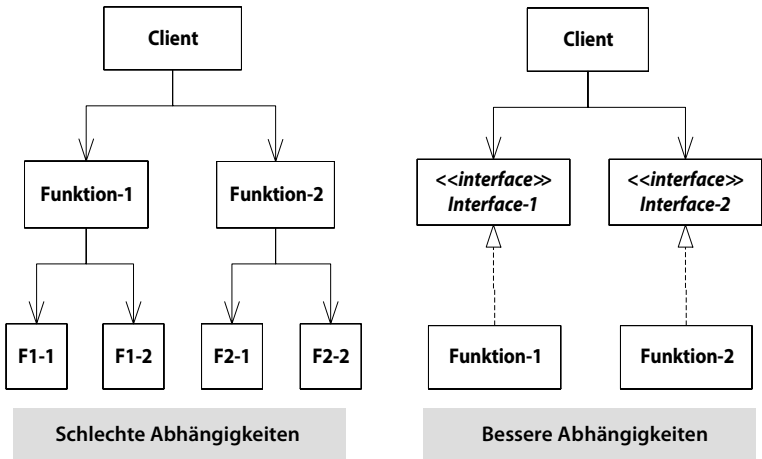 Client
Funktion-1
Funktion-2
F1-1
F1-2
F2-1
F2-2
Schlechte Abhängigkeiten
Client
<<interface>>
Interface-1
<<interface>>
Interface-2
Funktion-1
Funktion-2
Bessere Abhängigkeiten